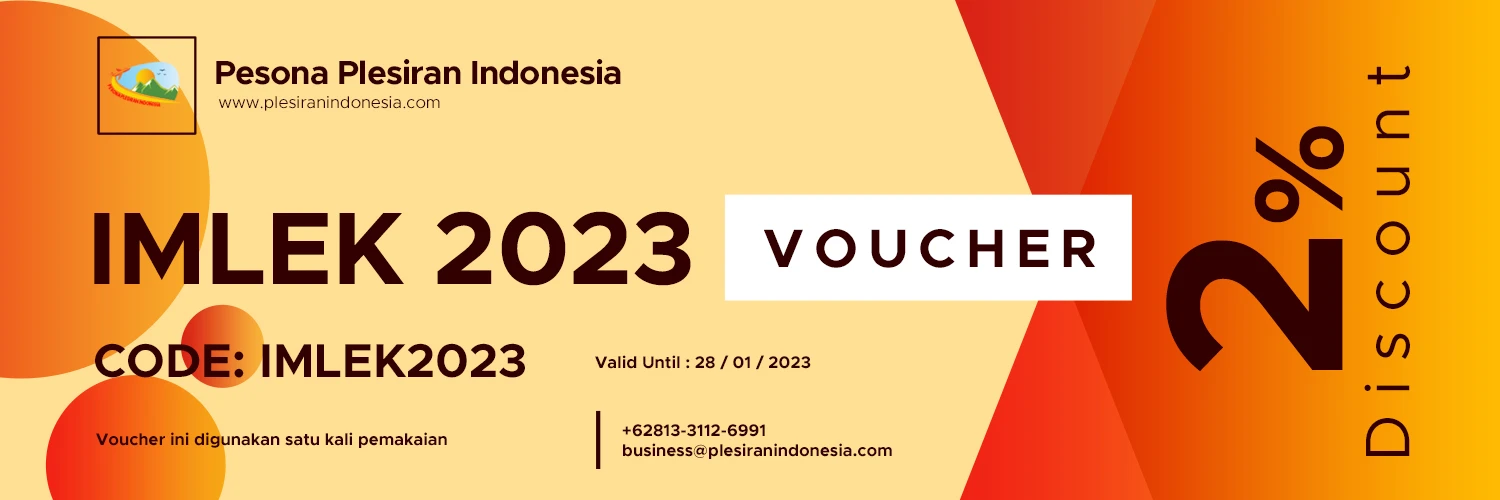 Pesona Plesiran Indonesia
www.plesiranindonesia.com
IMLEK 2023
VOUCHER
CODE: IMLEK2023
Valid Until : 28 / 01 / 2023
Voucher ini digunakan satu kali pemakaian
+62813-3112-6991
business@plesiranindonesia.com
2%
Discount